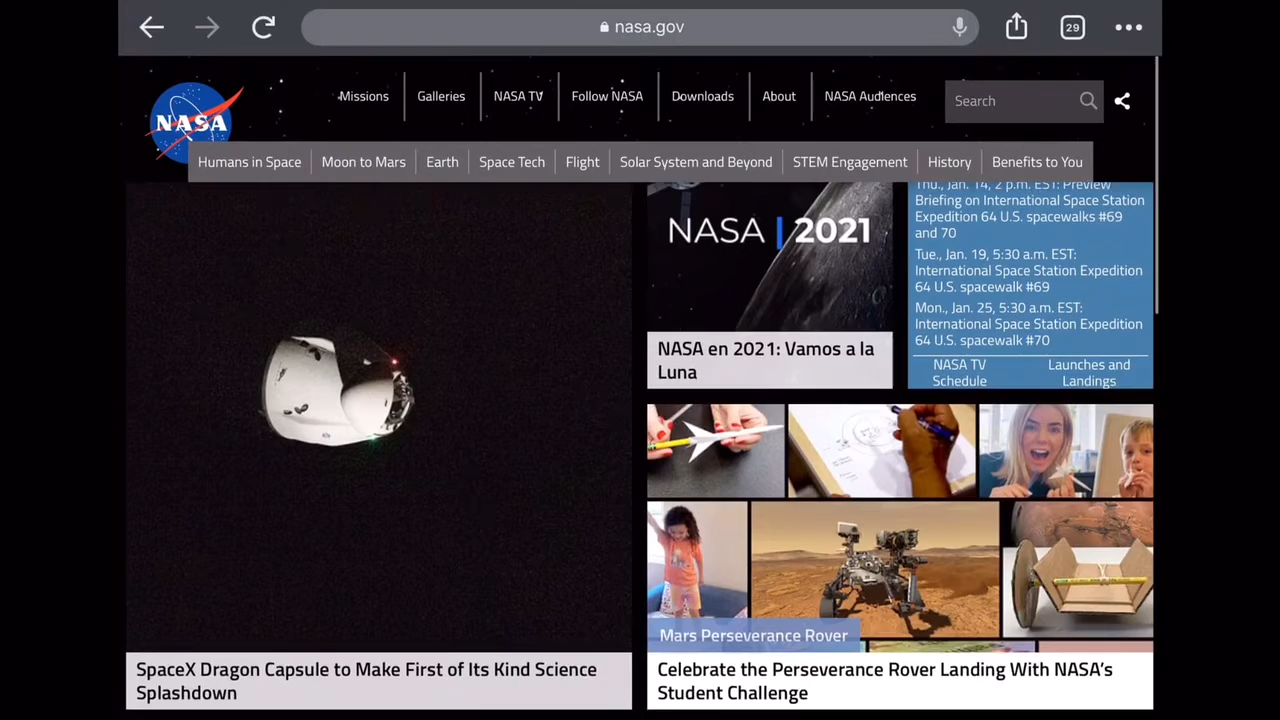 nasa.gov
29
NASA
Missions
Galleries
NASA TV
Follow NASA
Downloads
About
NASA Audiences
Search
Humans in Space
Moon to Mars
Earth
Space Tech
Flight
Solar System and Beyond
STEM Engagement
History
Benefits to You
NASA | 2021
NASA en 2021: Vamos a la
Luna
Thu., Jan. 14, 2 p.m. EST: Preview
Briefing on International Space Station
Expedition 64 U.S. spacewalks #69
and 70
Tue., Jan. 19, 5:30 a.m. EST:
International Space Station Expedition
64 U.S. spacewalk #69
Mon., Jan. 25, 5:30 a.m. EST:
International Space Station Expedition
64 U.S. spacewalk #70
NASA TV
Schedule
Launches and
Landings
Mars Perseverance Rover
SpaceX Dragon Capsule to Make First of Its Kind Science
Splashdown
Celebrate the Perseverance Rover Landing With NASA’s
Student Challenge